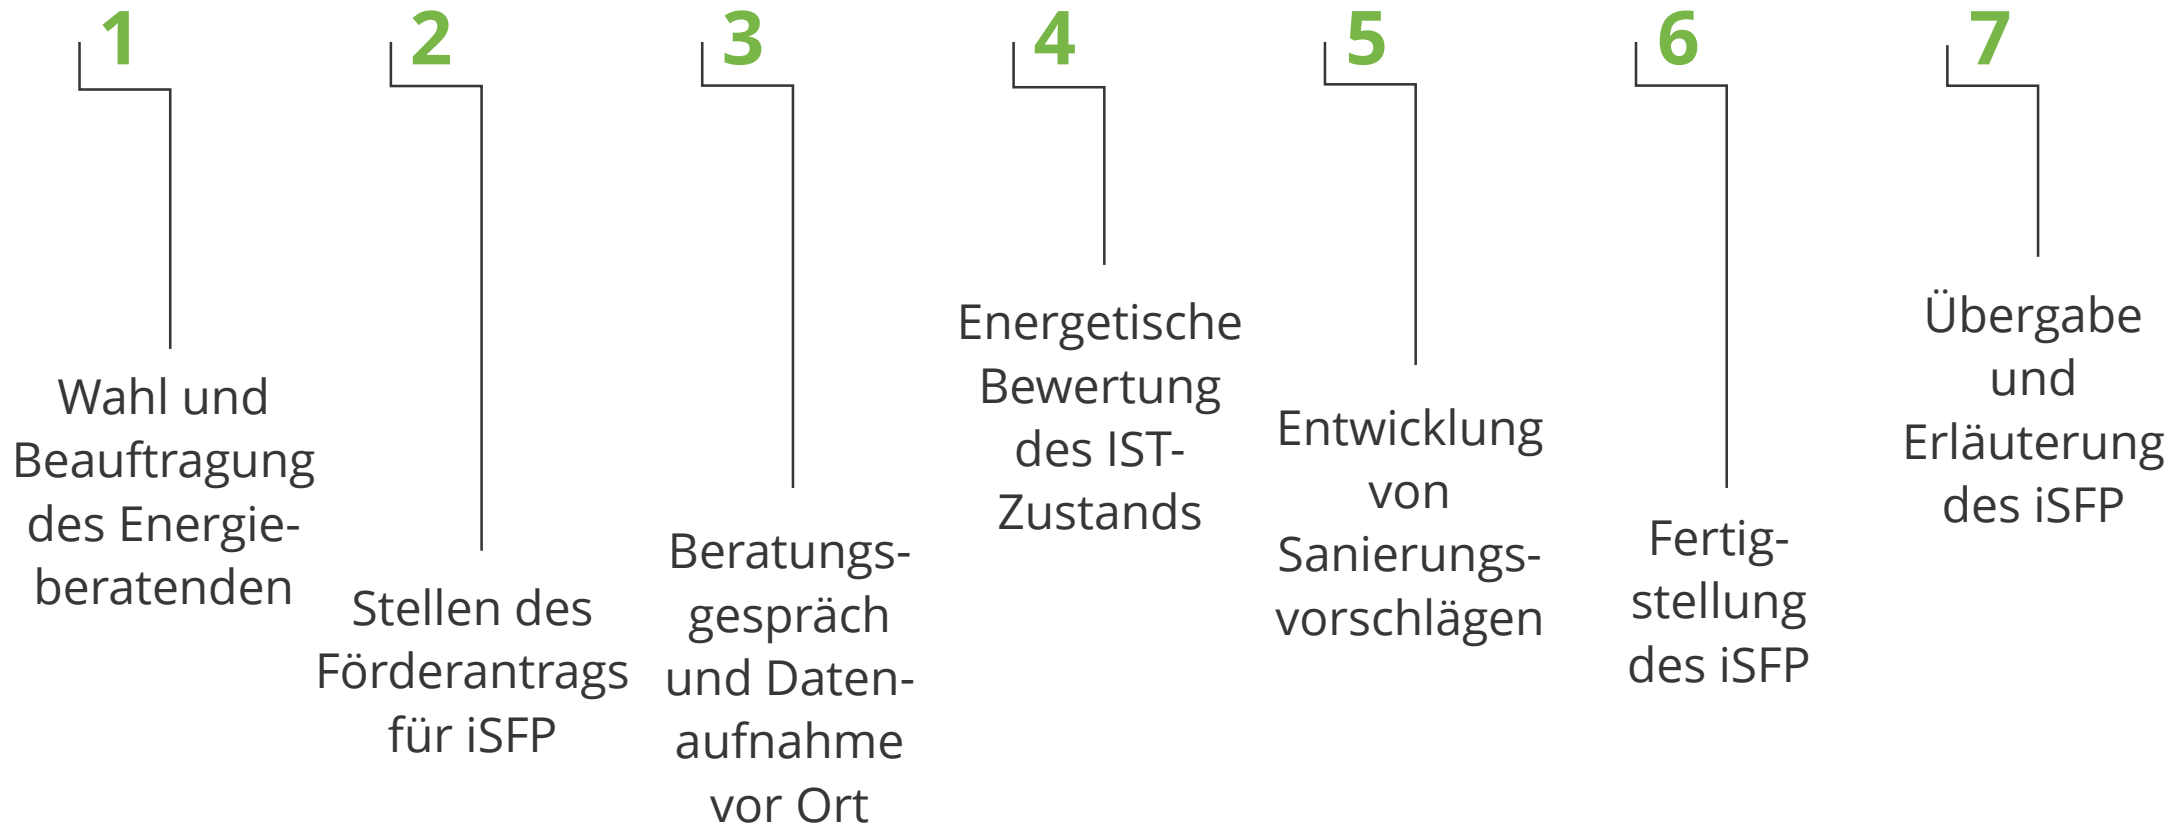 1
Wahl und
Beauftragung
des Energie-
beratenden
2
Stellen des
Förderantrags
für iSFP
3
Beratungs-
gespräch
und Daten-
aufnahme
vor Ort
4
Energetische
Bewertung
des IST-
Zustands
5
Entwicklung
von
Sanierungs-
vorschlägen
6
Fertig-
stellung
des iSFP
7
Übergabe
und
Erläuterung
des iSFP